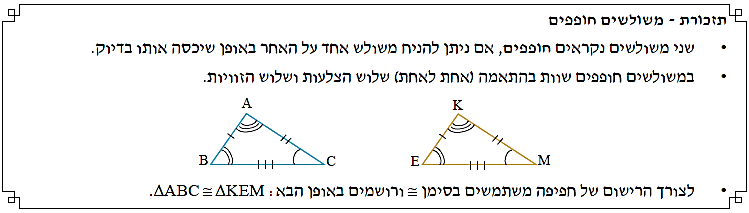 תזכורת - משולשים חופפים
• שני משולשים נקראים חופפים, אם ניתן להניח משולש אחד על האחר באופן שיכסה אותו בדיוק.
• במשולשים חופפים שוות בהתאמה (אחת לאחת) שלוש הצלעות ושלוש הזוויות.
A K
B C E M
• לצורך הרישום של חפיפה משתמשים בסימן ≅ ורושמים באופן הבא: ΔABC ≅ ΔKEM.